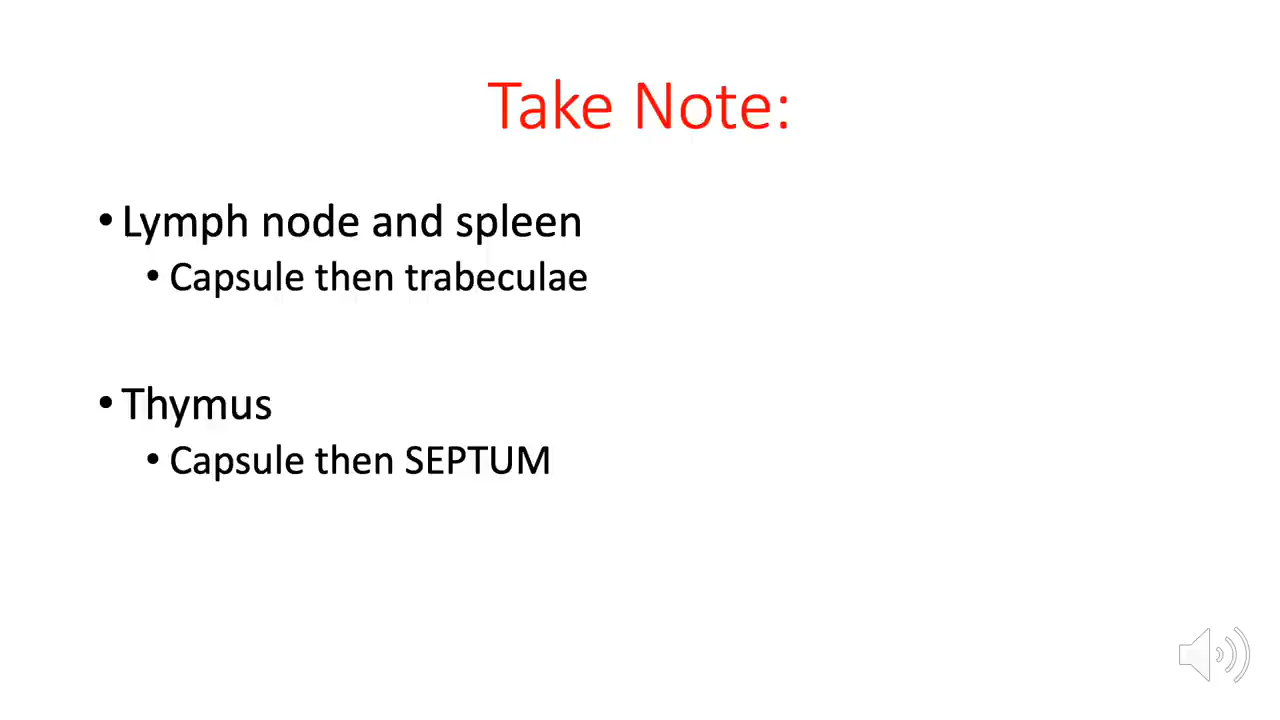 Take Note:
• Lymph node and spleen
• Capsule then trabeculae
• Thymus
• Capsule then SEPTUM